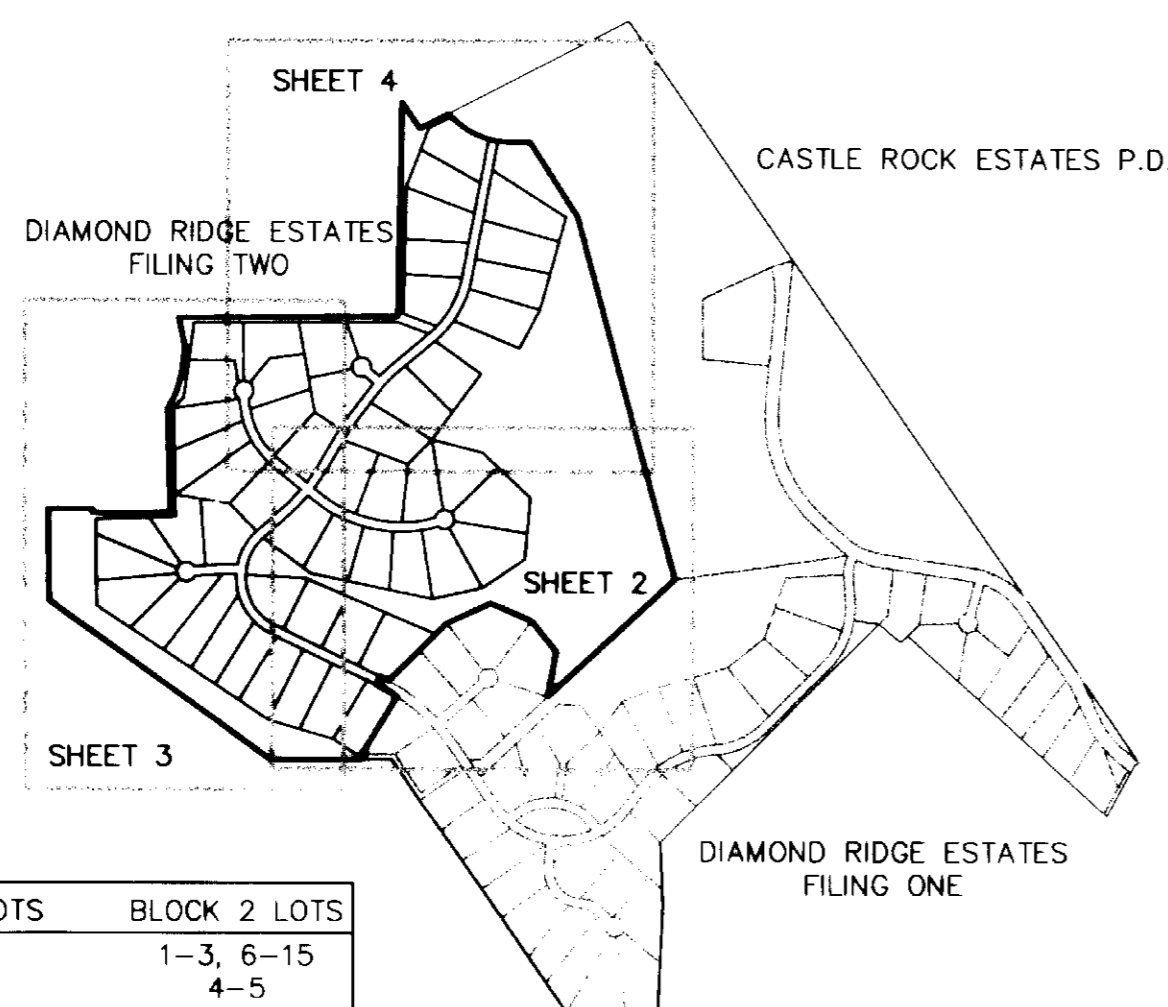 SHEET 4
CASTLE ROCK ESTATES P.D.
DIAMOND RIDGE ESTATES
FILING TWO
SHEET 2
SHEET 3
DIAMOND RIDGE ESTATES
FILING ONE
OTS BLOCK 2 LOTS
1-3, 6-15
4-5